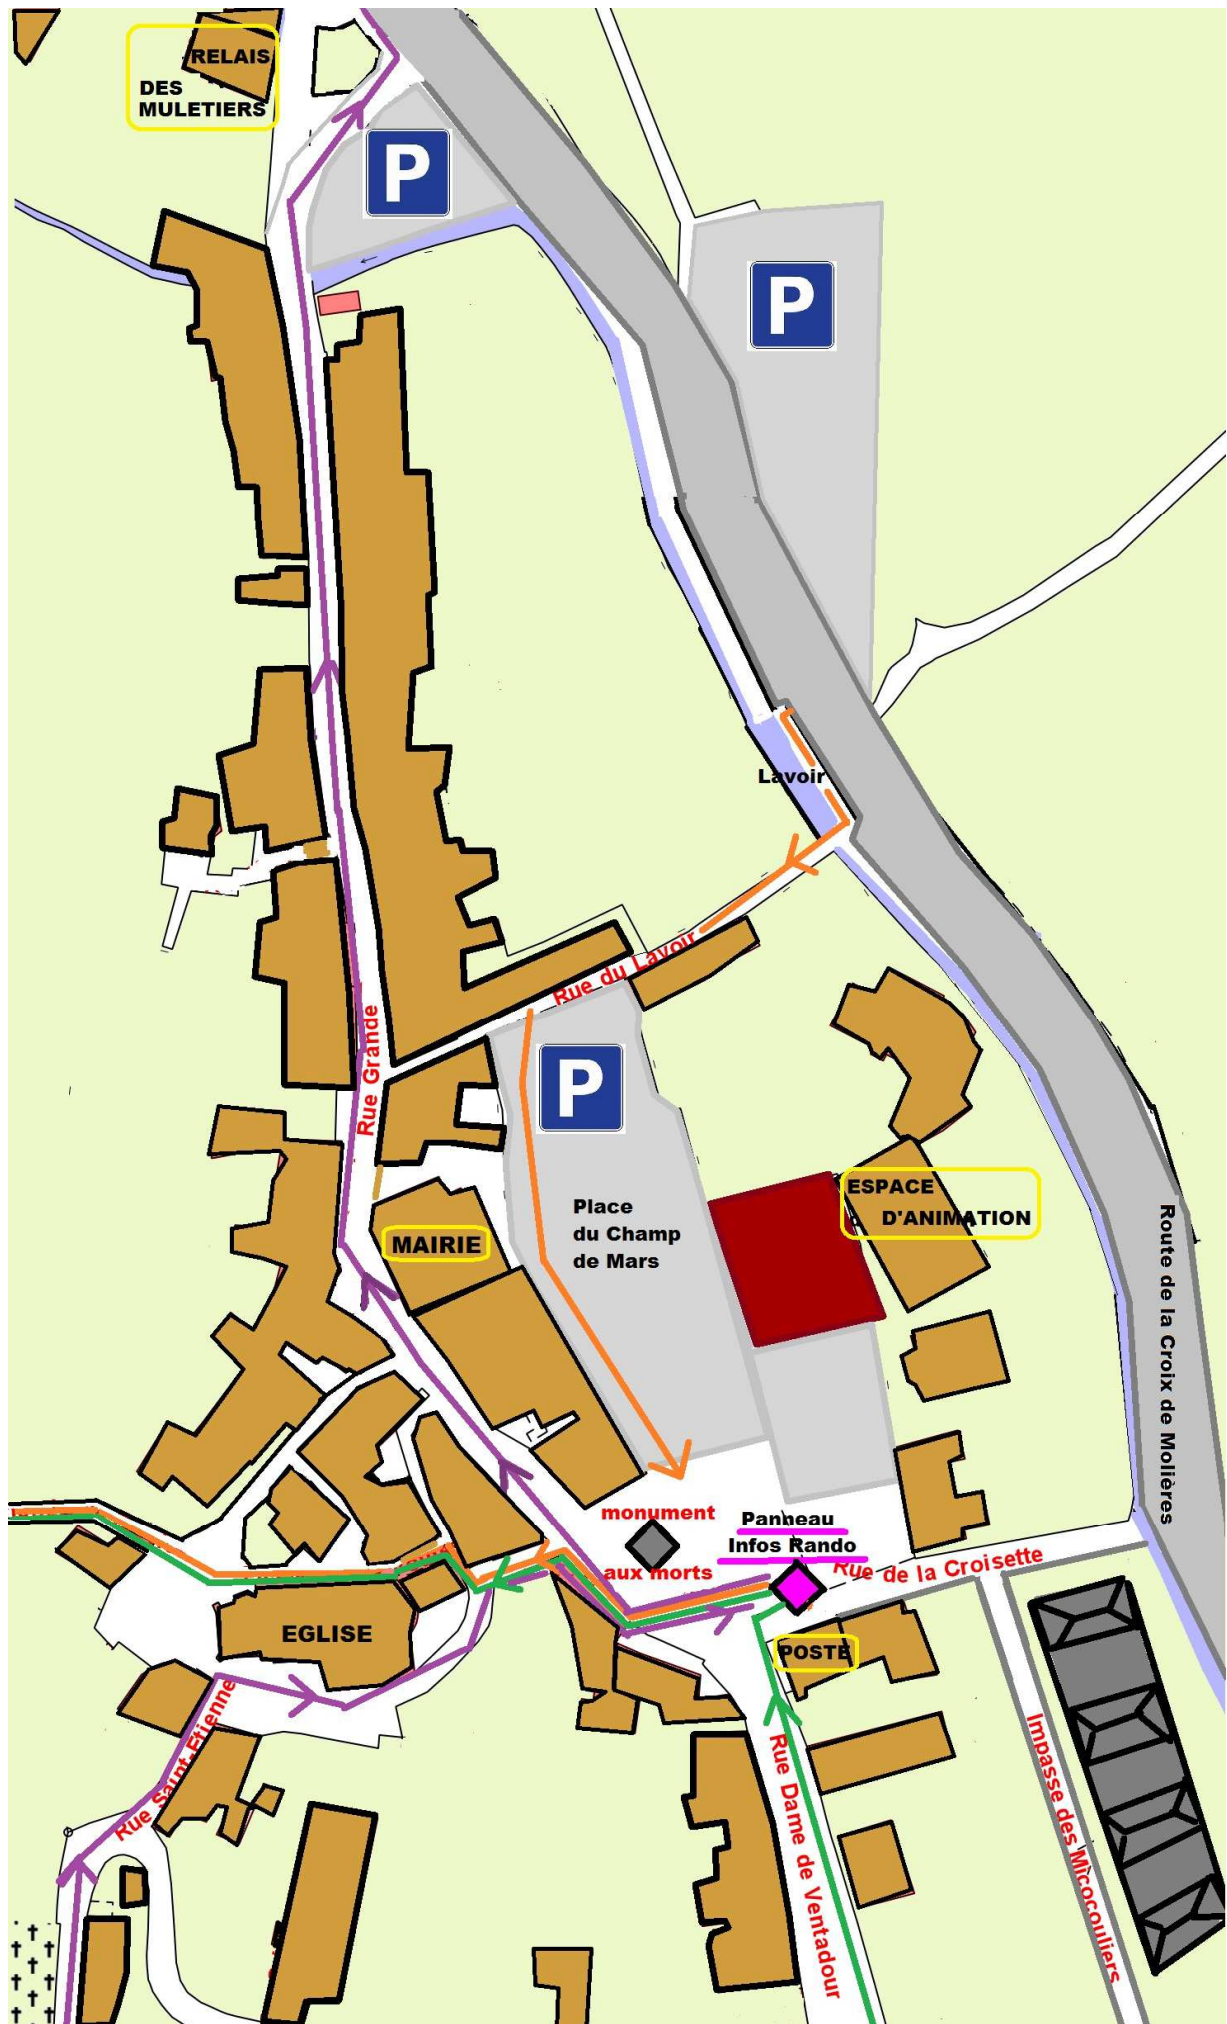 RELAIS
DES
MULETIERS
P
P
Lavoir
Rue du Lavoir
Rue Grande
P
Place
du Champ
de Mars
ESPACE
D'ANIMATION
MAIRIE
Route de la Croix de Molières
monument
aux morts
Panneau
Infos Rando
Rue de la Croisette
EGLISE
POSTE
Rue Saint-Etienne
Rue Dame de Ventadour
Impasse des Micocouliers